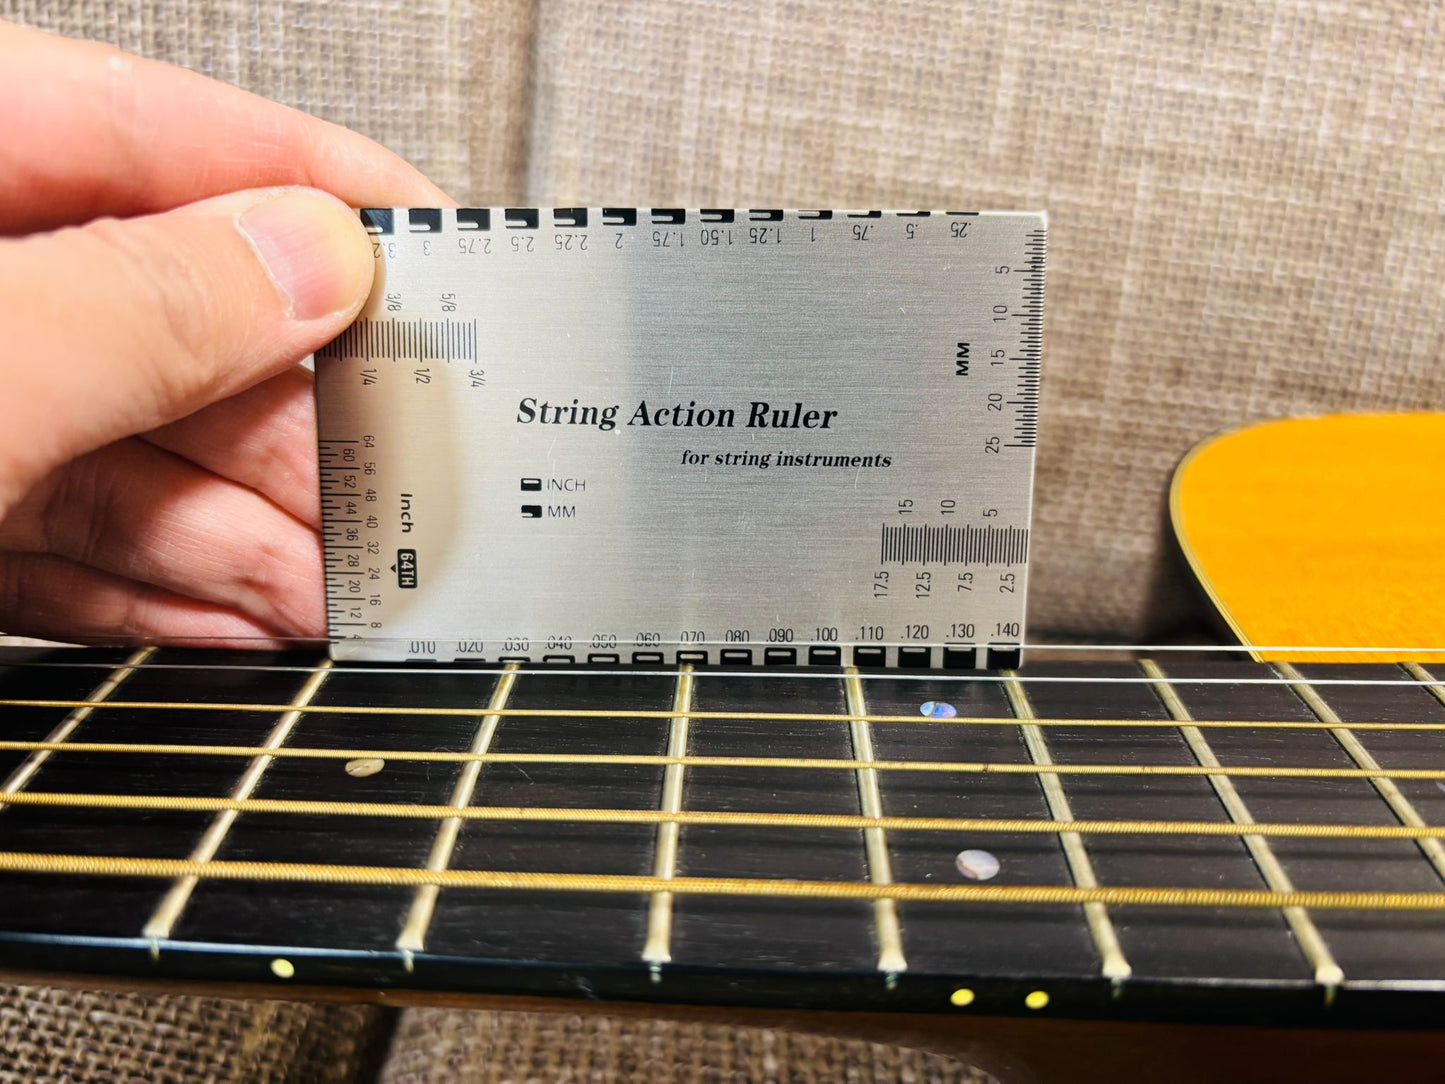 3.2 3 2.75 2.5 2.25 2 1.75 1.50 1.25 1 .75 .5 .25
3/8 5/8
1/4 1/2 3/4
5 10 15 20 25
MM
String Action Ruler
for string instruments
INCH
MM
64 56 48 40 32 24 16 8
60 52 44 36 28 20 12 4
Inch
64TH
15 10 5
17.5 12.5 7.5 2.5
.010 .020 .030 .040 .050 .060 .070 .080 .090 .100 .110 .120 .130 .140